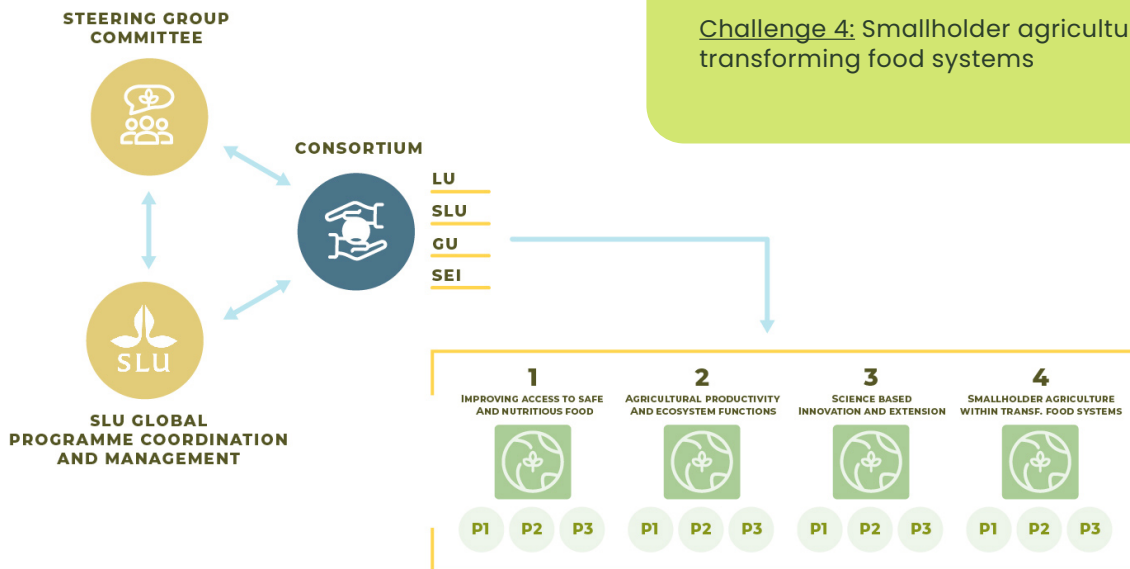 STEERING GROUP
COMMITTEE
Challenge 4: Smallholder agricultu
transforming food systems
CONSORTIUM
LU
SLU
GU
SEI
SLU
SLU GLOBAL
PROGRAMME COORDINATION
AND MANAGEMENT
1
IMPROVING ACCESS TO SAFE
AND NUTRITIOUS FOOD
2
AGRICULTURAL PRODUCTIVITY
AND ECOSYSTEM FUNCTIONS
3
SCIENCE BASED
INNOVATION AND EXTENSION
4
SMALLHOLDER AGRICULTURE
WITHIN TRANSF. FOOD SYSTEMS
P1 P2 P3
P1 P2 P3
P1 P2 P3
P1 P2 P3